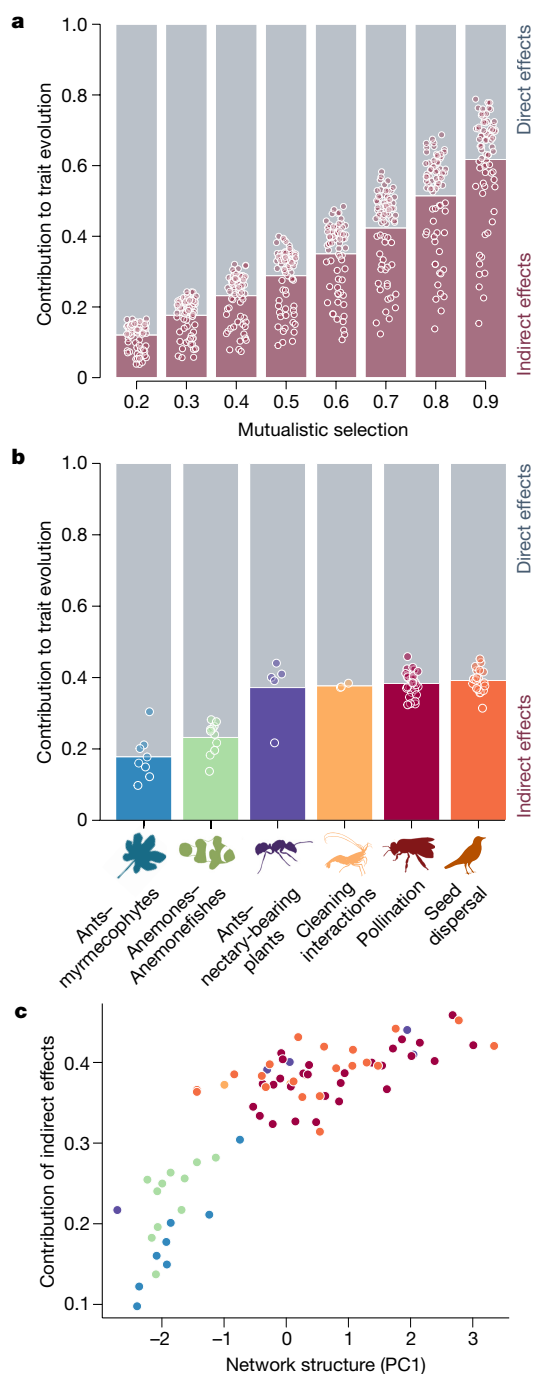 a
1.0
0.8
0.6
0.4
0.2
0
Contribution to trait evolution
Direct effects
Indirect effects
0.2 0.3 0.4 0.5 0.6 0.7 0.8 0.9
Mutualistic selection
b
1.0
0.8
0.6
0.4
0.2
0
Contribution to trait evolution
Direct effects
Indirect effects
Ants–
myrmecophytes
Anemones–
Anemonefishes
Ants–
nectary-bearing
plants
Cleaning
interactions
Pollination
Seed
dispersal
c
0.4
0.3
0.2
0.1
Contribution of indirect effects
–2 –1 0 1 2 3
Network structure (PC1)